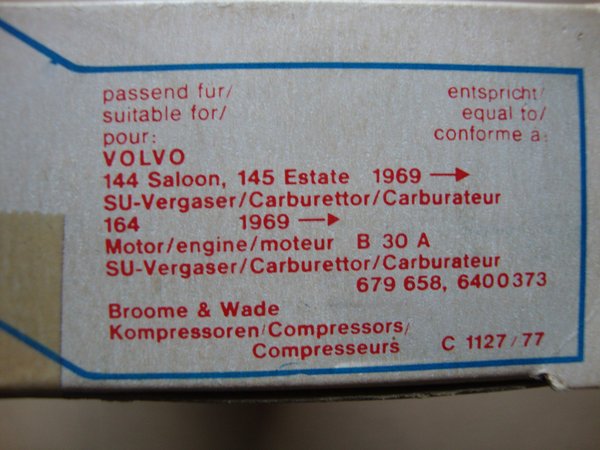 passend fur/ entspricht/
suitable for/ equal to/
pour: conforme a:
VOLVO
144 Saloon, 145 Estate 1969 →
SU-Vergaser/Carburettor/Carburateur
164 1969 →
Motor/engine/moteur B 30 A
SU-Vergaser/Carburettor/Carburateur
679 658, 6400373
Broome & Wade
Kompressoren/Compressors/
Compresseurs C 1127/77